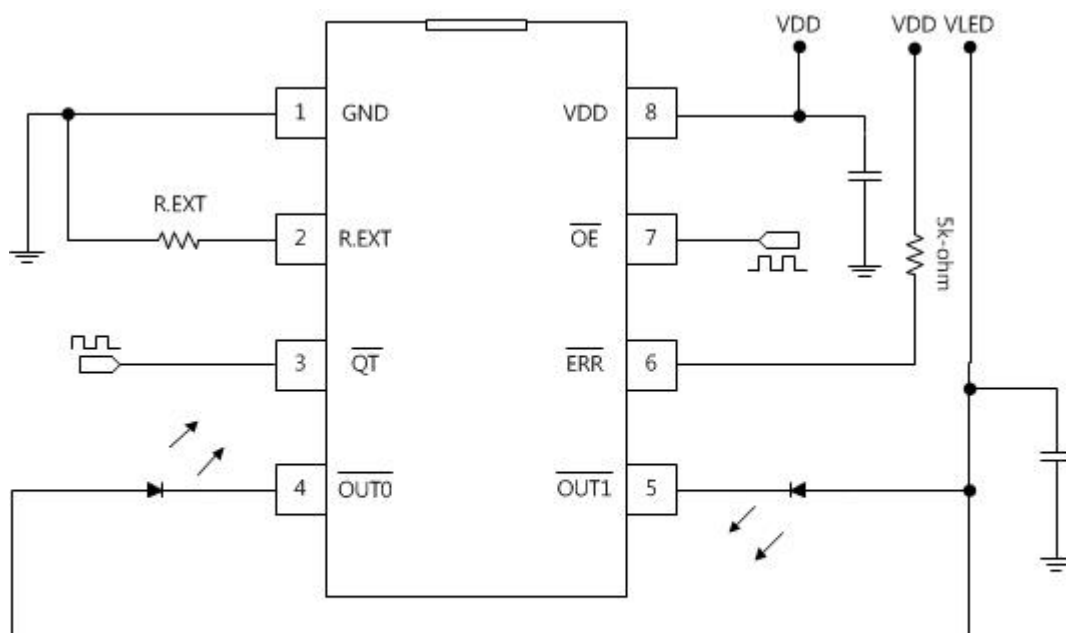 VDD
VDD VLED
1 GND
VDD 8
R.EXT
2 R.EXT
OE 7
5k-ohm
3 QT
ERR 6
4 OUT0
OUT1 5